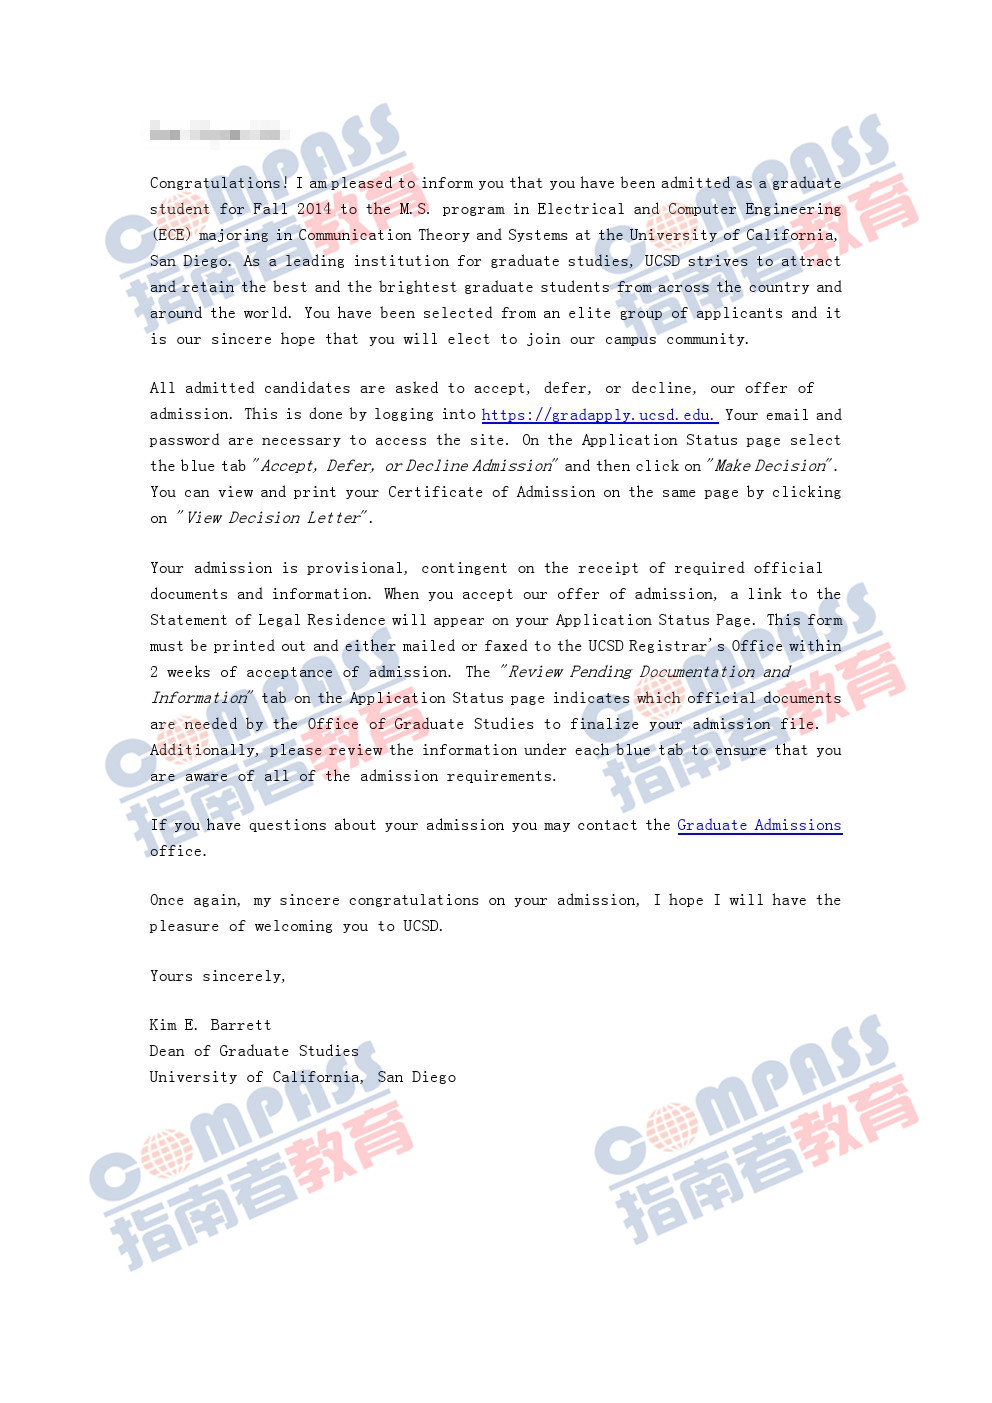 Congratulations! I am pleased to inform you that you have been admitted as a graduate
student for Fall 2014 to the M.S. program in Electrical and Computer Engineering
(ECE) majoring in Communication Theory and Systems at the University of California,
San Diego. As a leading institution for graduate studies, UCSD strives to attract
and retain the best and the brightest graduate students from across the country and
around the world. You have been selected from an elite group of applicants and it
is our sincere hope that you will elect to join our campus community.
All admitted candidates are asked to accept, defer, or decline, our offer of
admission. This is done by logging into https://gradapply.ucsd.edu. Your email and
password are necessary to access the site. On the Application Status page select
the blue tab "Accept, Defer, or Decline Admission" and then click on "Make Decision".
You can view and print your Certificate of Admission on the same page by clicking
on "View Decision Letter".
Your admission is provisional, contingent on the receipt of required official
documents and information. When you accept our offer of admission, a link to the
Statement of Legal Residence will appear on your Application Status Page. This form
must be printed out and either mailed or faxed to the UCSD Registrar's Office within
2 weeks of acceptance of admission. The "Review Pending Documentation and
Information" tab on the Application Status page indicates which official documents
are needed by the Office of Graduate Studies to finalize your admission file.
Additionally, please review the information under each blue tab to ensure that you
are aware of all of the admission requirements.
If you have questions about your admission you may contact the Graduate Admissions
office.
Once again, my sincere congratulations on your admission, I hope I will have the
pleasure of welcoming you to UCSD.
Yours sincerely,
Kim E. Barrett
Dean of Graduate Studies
University of California, San Diego
COMPASS
指南者教育
COMPASS
指南者教育
COMPASS
指南者教育
COMPASS
指南者教育
COMPASS
指南者教育
COMPASS
指南者教育